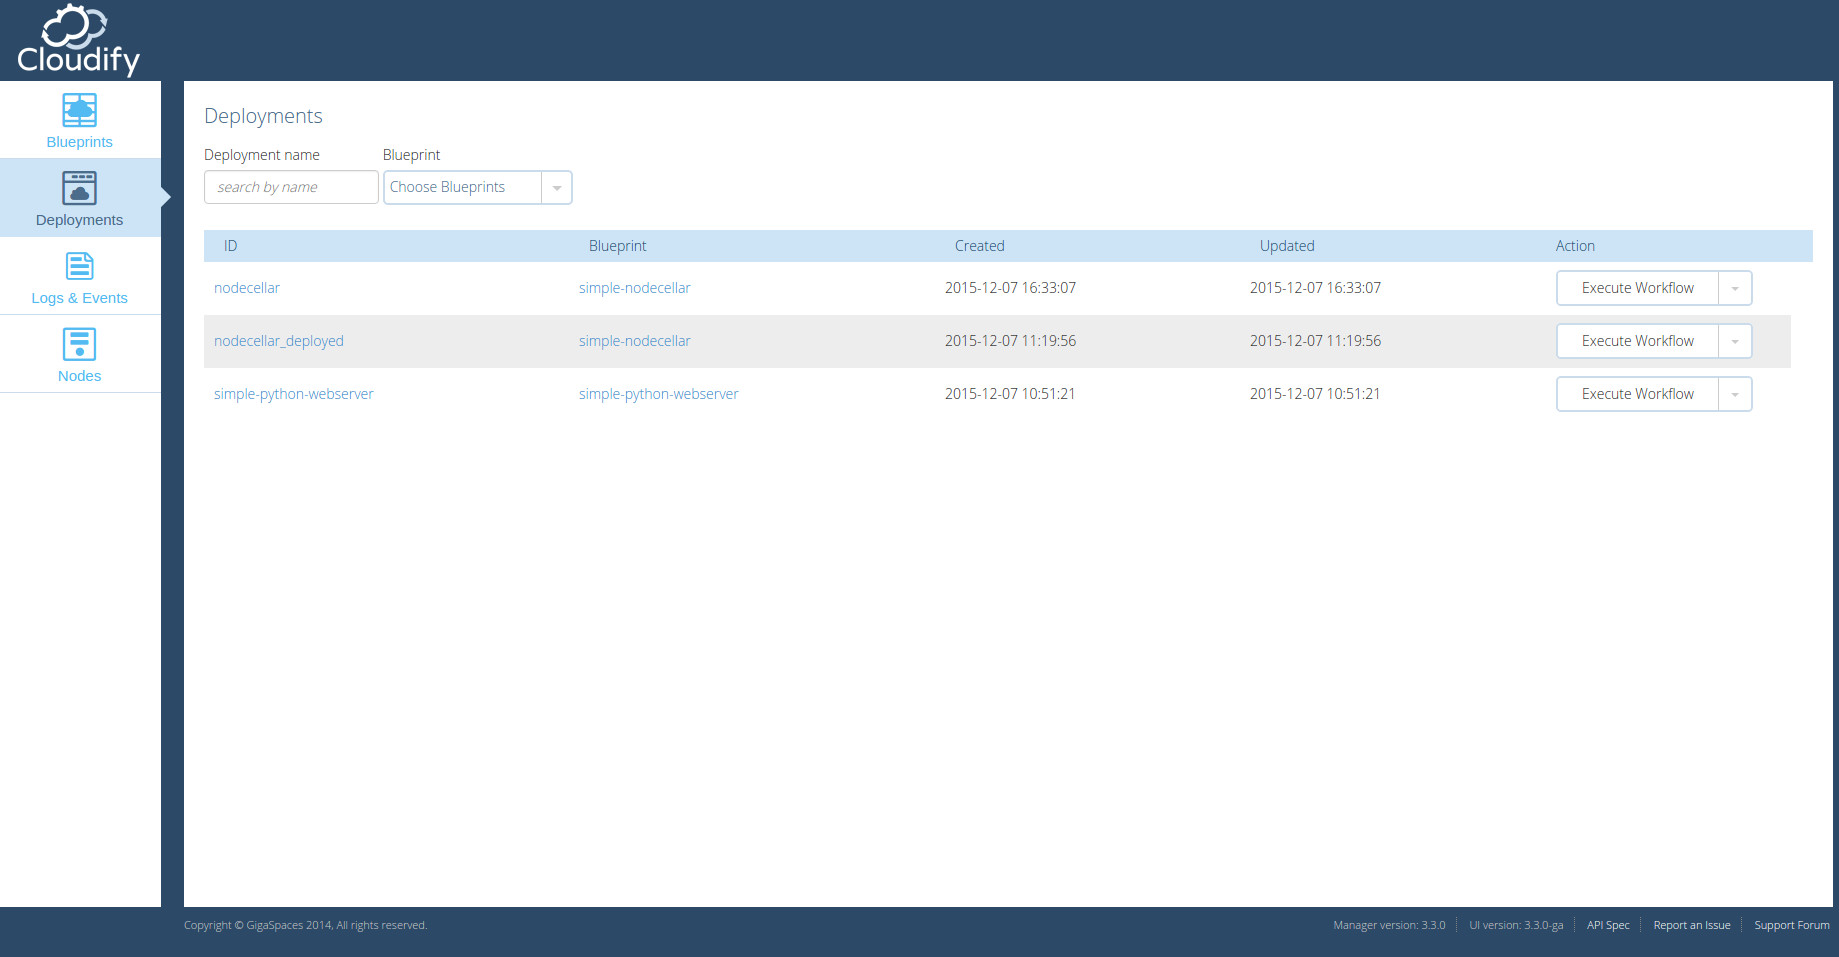 Cloudify
Blueprints
Deployments
Logs & Events
Nodes
Deployments
Deployment name Blueprint
search by name Choose Blueprints
ID Blueprint Created Updated Action
nodecellar simple-nodecellar 2015-12-07 16:33:07 2015-12-07 16:33:07 Execute Workflow
nodecellar_deployed simple-nodecellar 2015-12-07 11:19:56 2015-12-07 11:19:56 Execute Workflow
simple-python-webserver simple-python-webserver 2015-12-07 10:51:21 2015-12-07 10:51:21 Execute Workflow
Copyright © GigaSpaces 2014, All rights reserved. Manager version: 3.3.0 UI version: 3.3.0-ga API Spec Report an Issue Support Forum